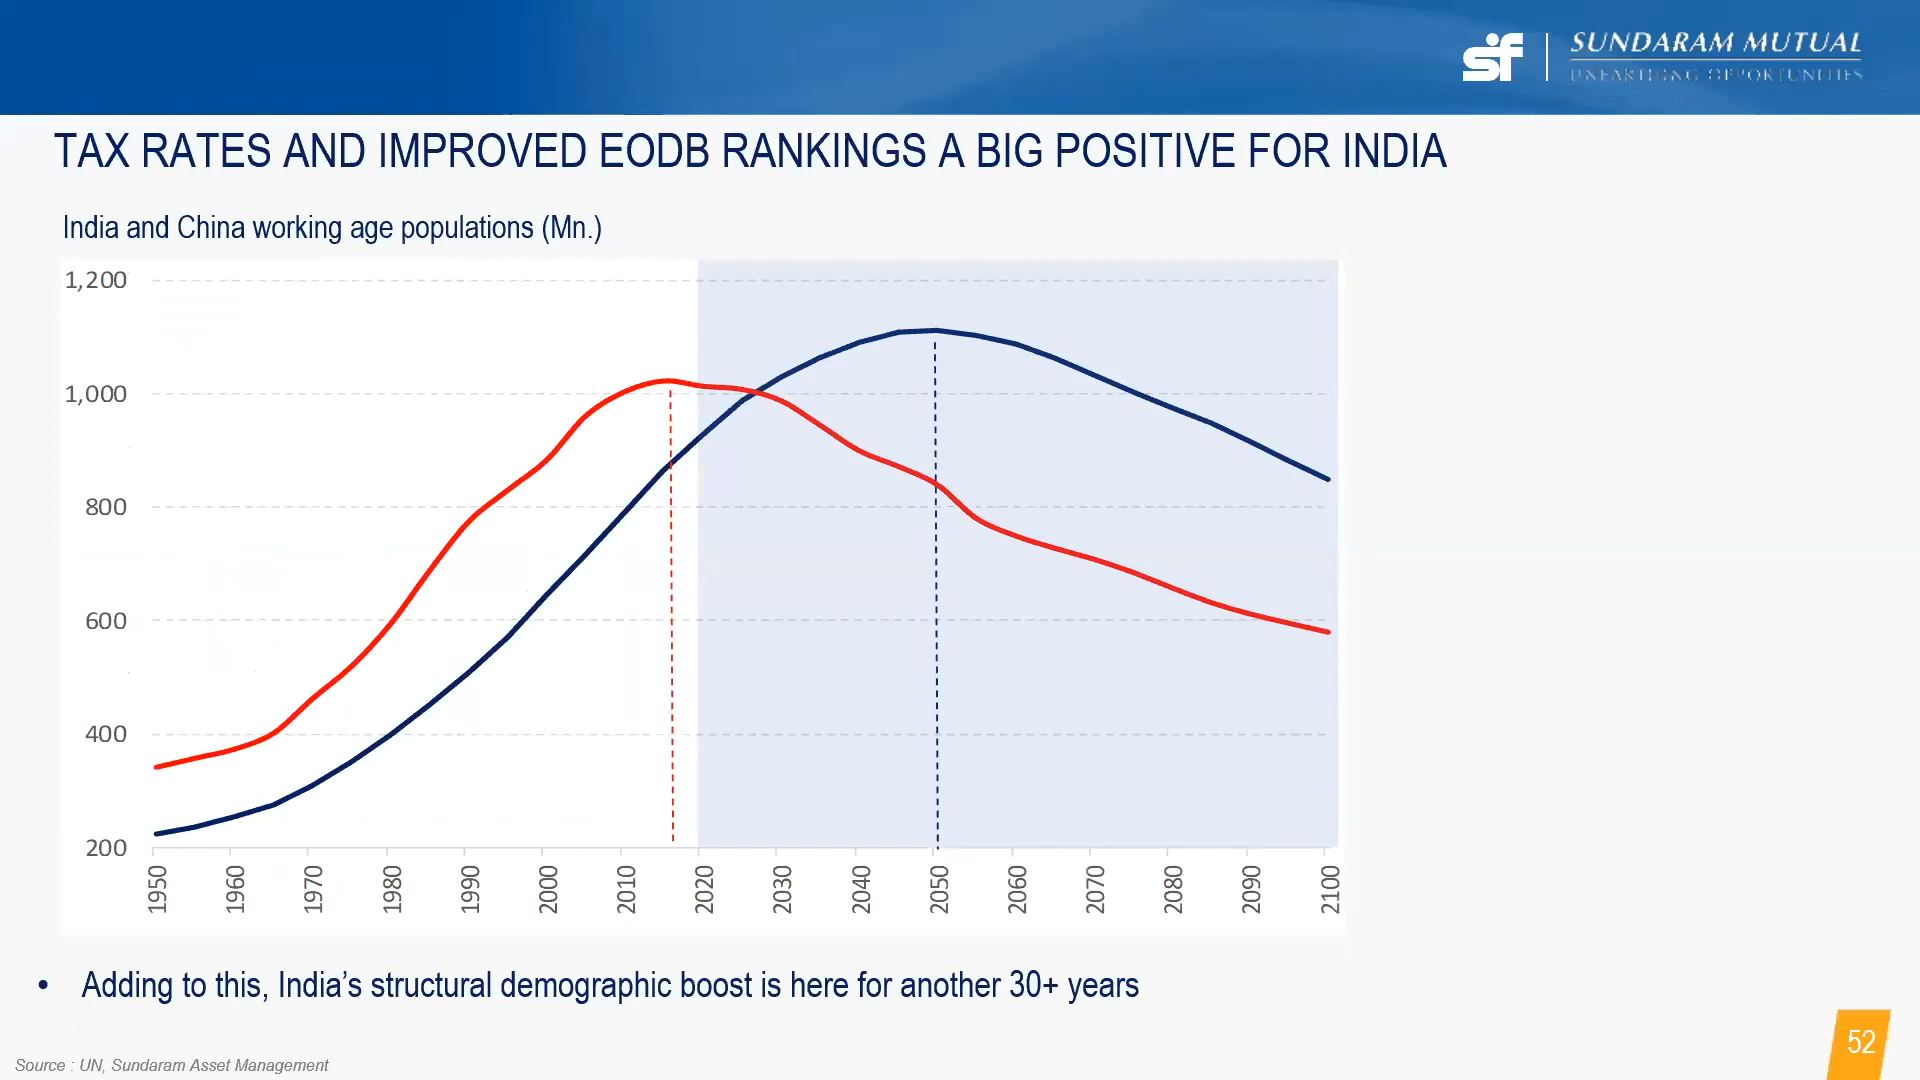 sf
SUNDARAM MUTUAL
UNEARTHING OPPORTUNITIES
TAX RATES AND IMPROVED EODB RANKINGS A BIG POSITIVE FOR INDIA
India and China working age populations (Mn.)
1,200
1,000
800
600
400
200
1950 1960 1970 1980 1990 2000 2010 2020 2030 2040 2050 2060 2070 2080 2090 2100
• Adding to this, India’s structural demographic boost is here for another 30+ years
52
Source : UN, Sundaram Asset Management